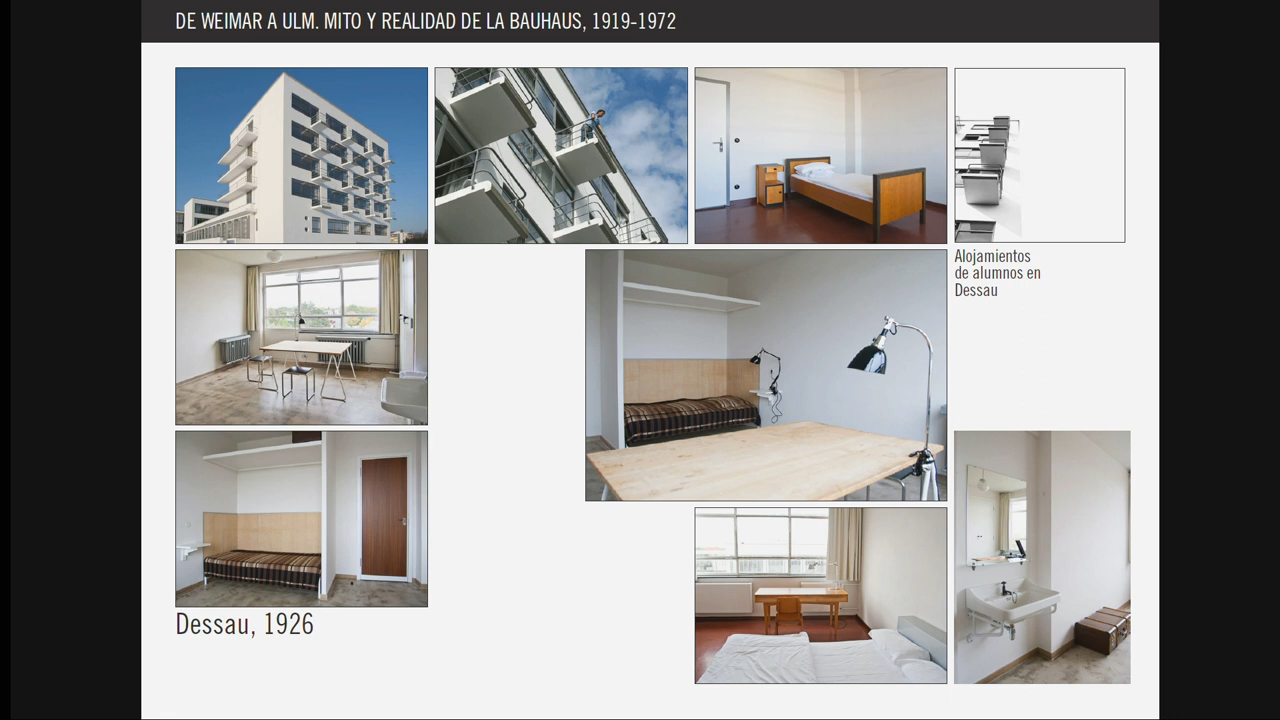 DE WEIMAR A ULM. MITO Y REALIDAD DE LA BAUHAUS, 1919-1972
Alojamientos
de alumnos en
Dessau
Dessau, 1926